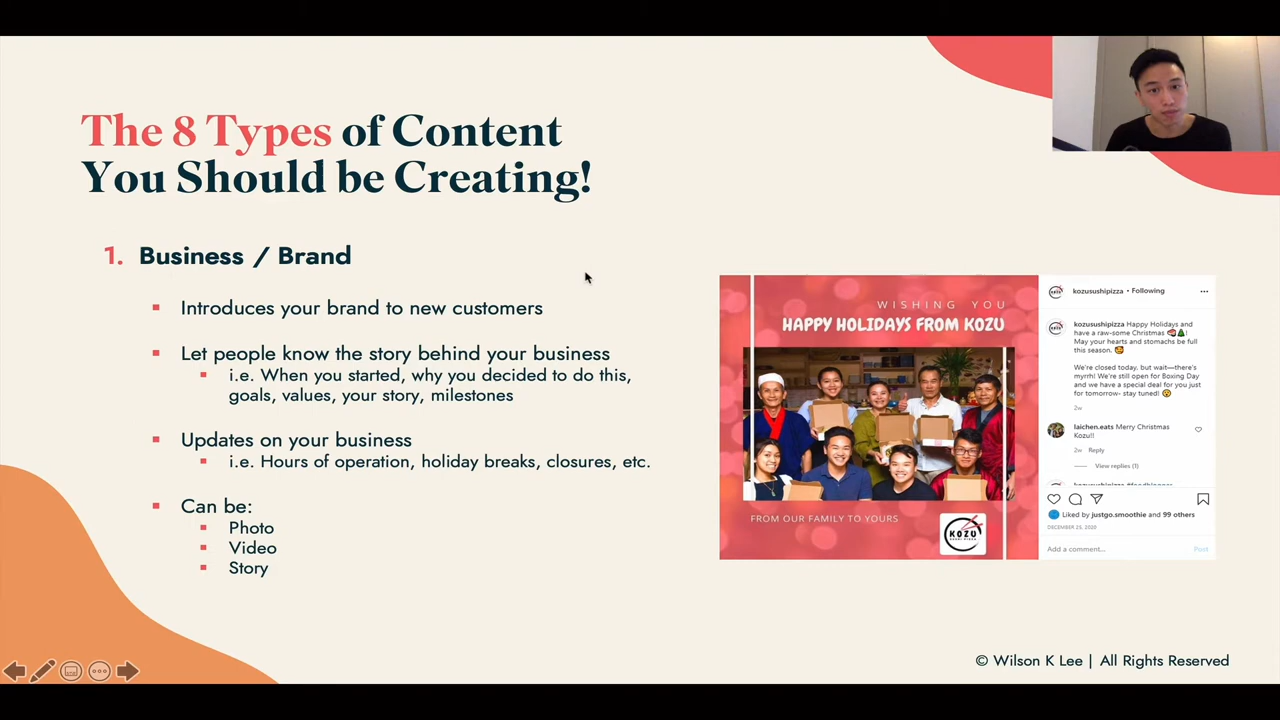 The 8 Types of Content
You Should be Creating!
1. Business / Brand
Introduces your brand to new customers
Let people know the story behind your business
i.e. When you started, why you decided to do this,
goals, values, your story, milestones
Updates on your business
i.e. Hours of operation, holiday breaks, closures, etc.
Can be:
Photo
Video
Story
WISHING YOU
HAPPY HOLIDAYS FROM KOZU
FROM OUR FAMILY TO YOURS
KOZU
kozusushipizza • Following
kozusushipizza Happy Holidays and
have a raw-some Christmas
May your hearts and stomachs be full
this season.
We're closed today, but wait—there's
myrrh! We're still open for Boxing Day
and we have a special deal for you just
for tomorrow- stay tuned!
2w
laichen.eats Merry Christmas
Kozu!!
2w Reply
View replies (1)
Liked by justgo.smoothie and 99 others
DECEMBER 25, 2020
Add a comment...
Post
© Wilson K Lee | All Rights Reserved